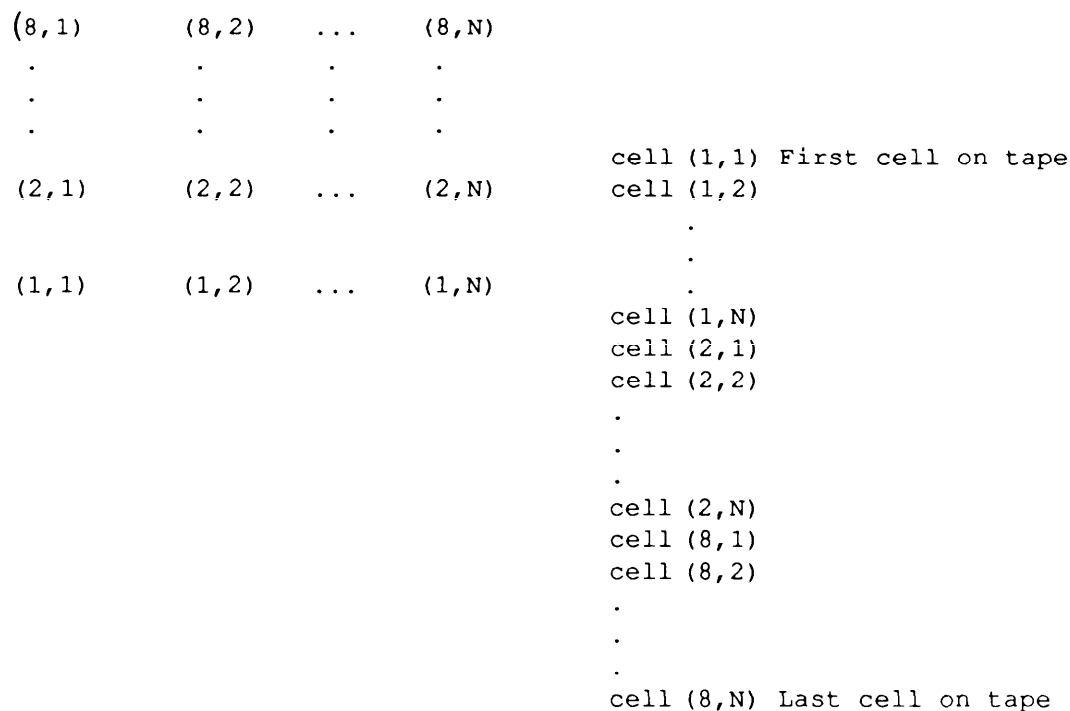 (8,1) (8,2) ... (8,N)
. . . .
. . . .
. . . .
cell (1,1) First cell on tape
(2,1) (2,2) ... (2,N) cell (1,2)
.
.
(1,1) (1,2) ... (1,N) .
cell (1,N)
cell (2,1)
cell (2,2)
.
.
.
cell (2,N)
cell (8,1)
cell (8,2)
.
.
.
cell (8,N) Last cell on tape